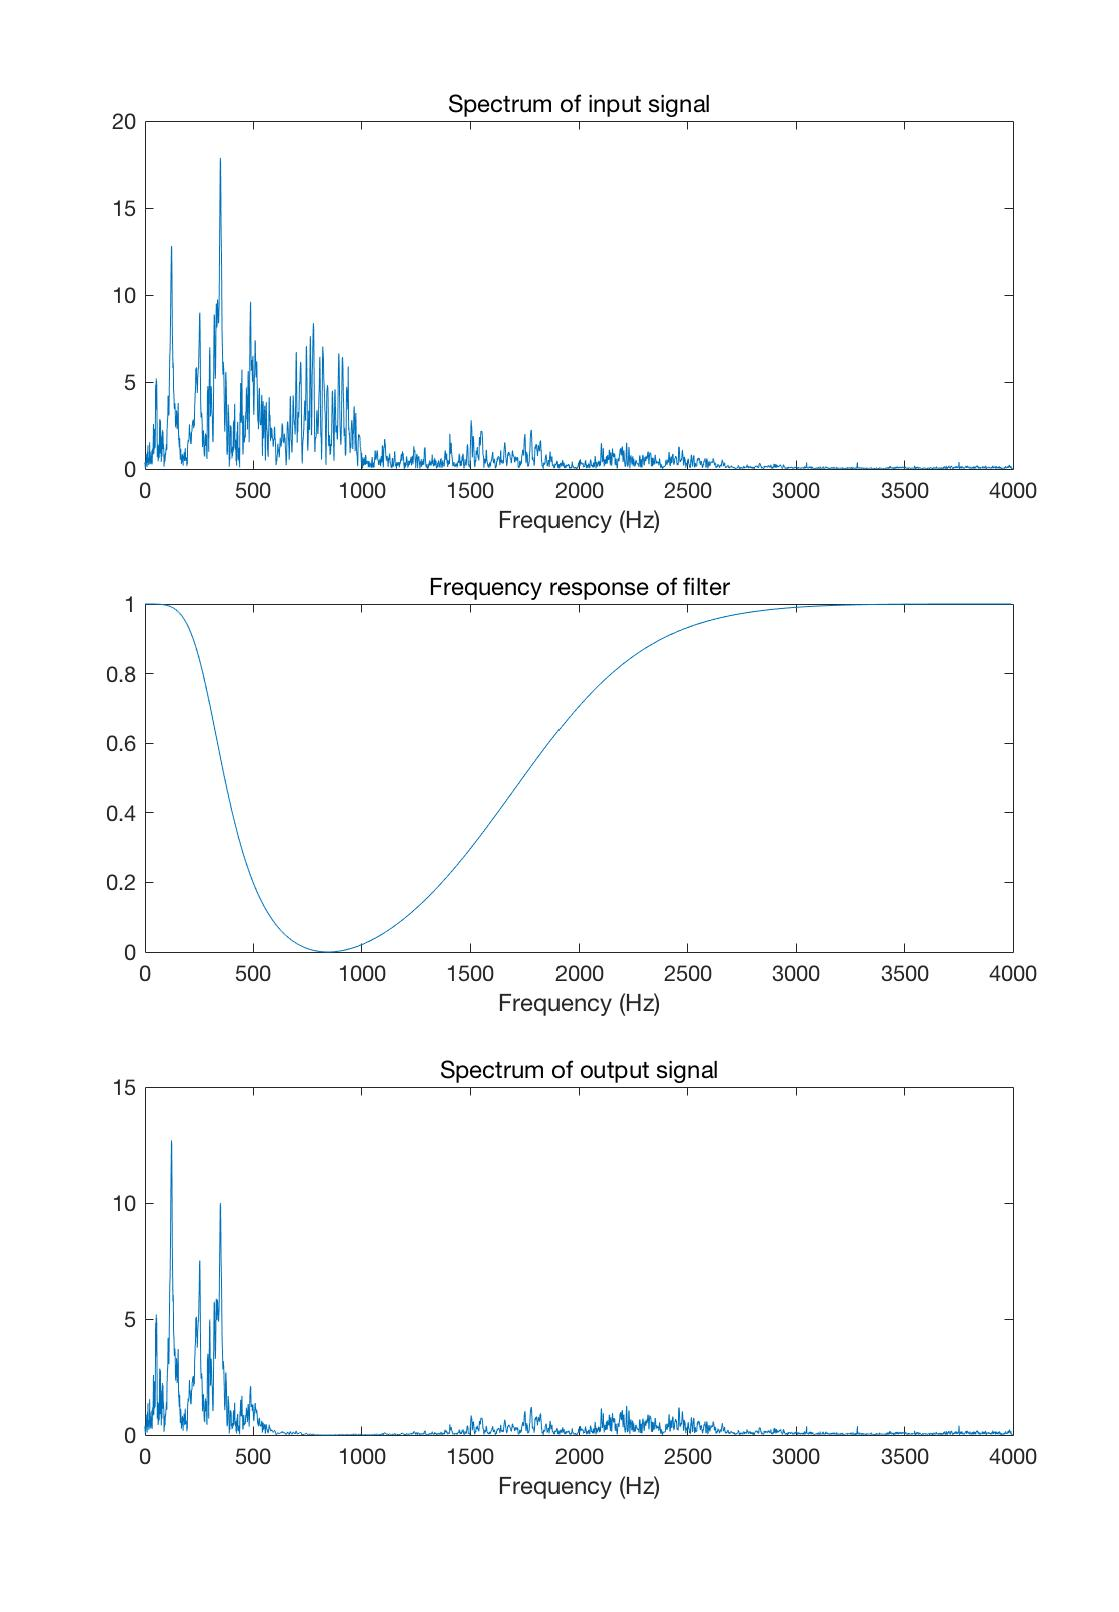 Spectrum of input signal
20
15
10
5
0
0 500 1000 1500 2000 2500 3000 3500 4000
Frequency (Hz)
Frequency response of filter
1
0.8
0.6
0.4
0.2
0
0 500 1000 1500 2000 2500 3000 3500 4000
Frequency (Hz)
Spectrum of output signal
15
10
5
0
0 500 1000 1500 2000 2500 3000 3500 4000
Frequency (Hz)